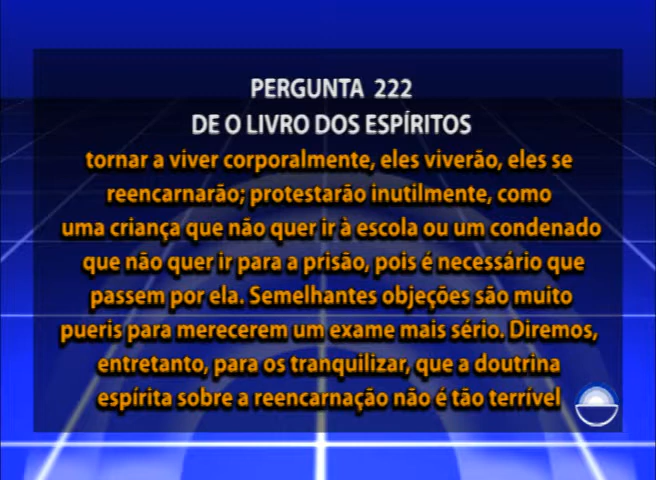 PERGUNTA 222
DE O LIVRO DOS ESPÍRITOS
tornar a viver corporalmente, eles viverão, eles se
reencarnarão; protestarão inutilmente, como
uma criança que não quer ir à escola ou um condenado
que não quer ir para a prisão, pois é necessário que
passem por ela. Semelhantes objeções são muito
pueris para merecerem um exame mais sério. Diremos,
entretanto, para os tranquilizar, que a doutrina
espírita sobre a reencarnação não é tão terrível